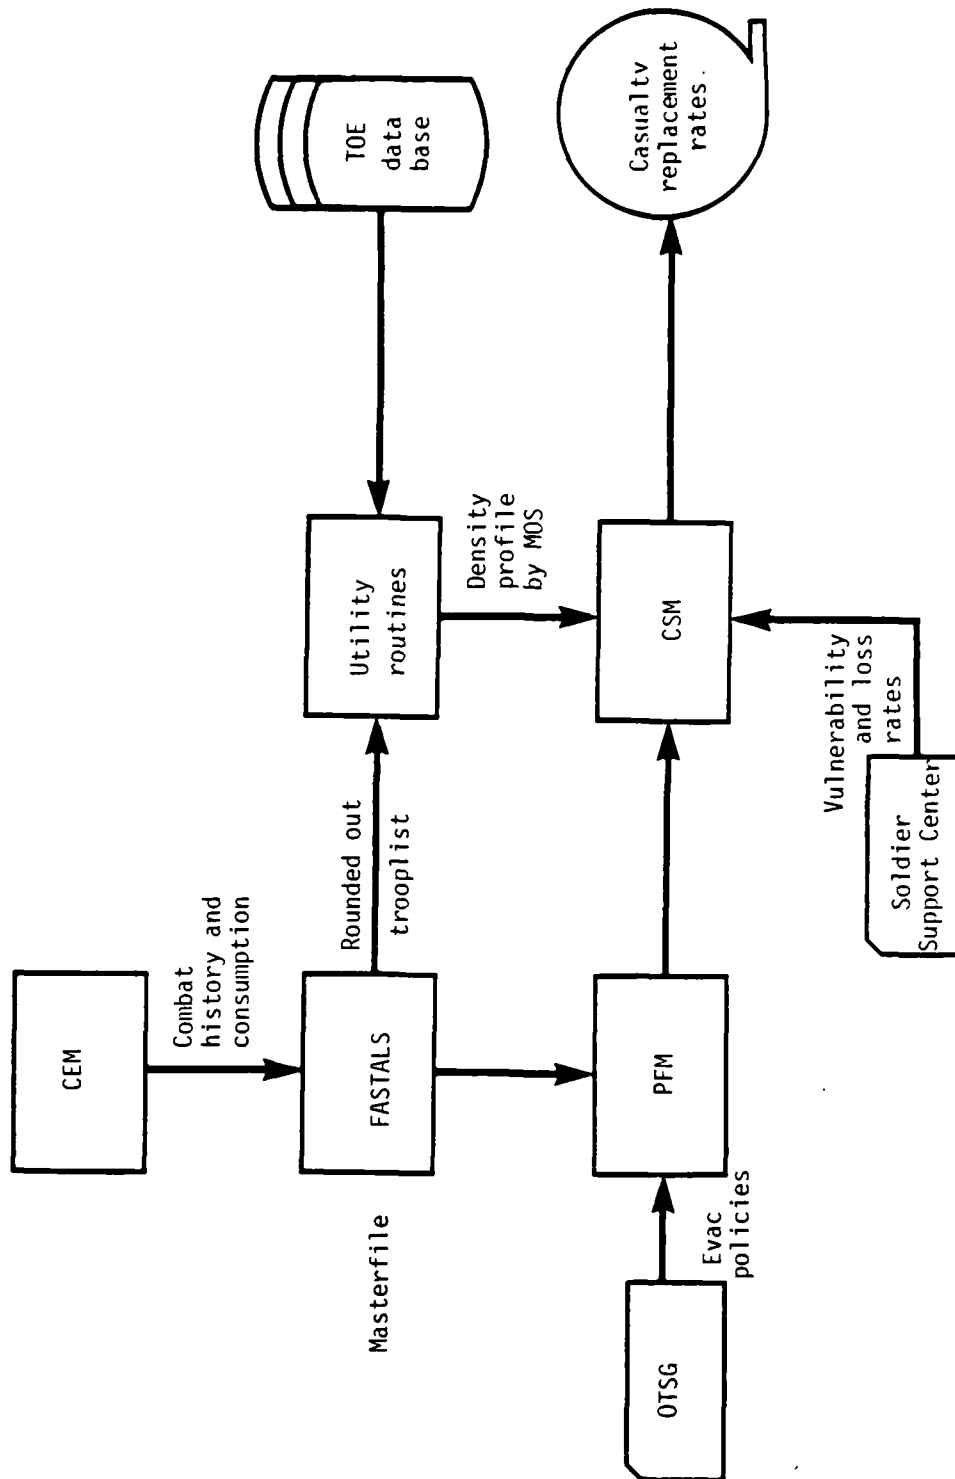 CEM
Combat
history and
consumption
Masterfile
FASTALS
Rounded out
trooplist
Utility
routines
TOE
data
base
Density
profile
by MOS
OTSG
Evac
policies
PFM
CSM
Casualty
replacement
rates.
Vulnerability
and loss
rates
Soldier
Support Center